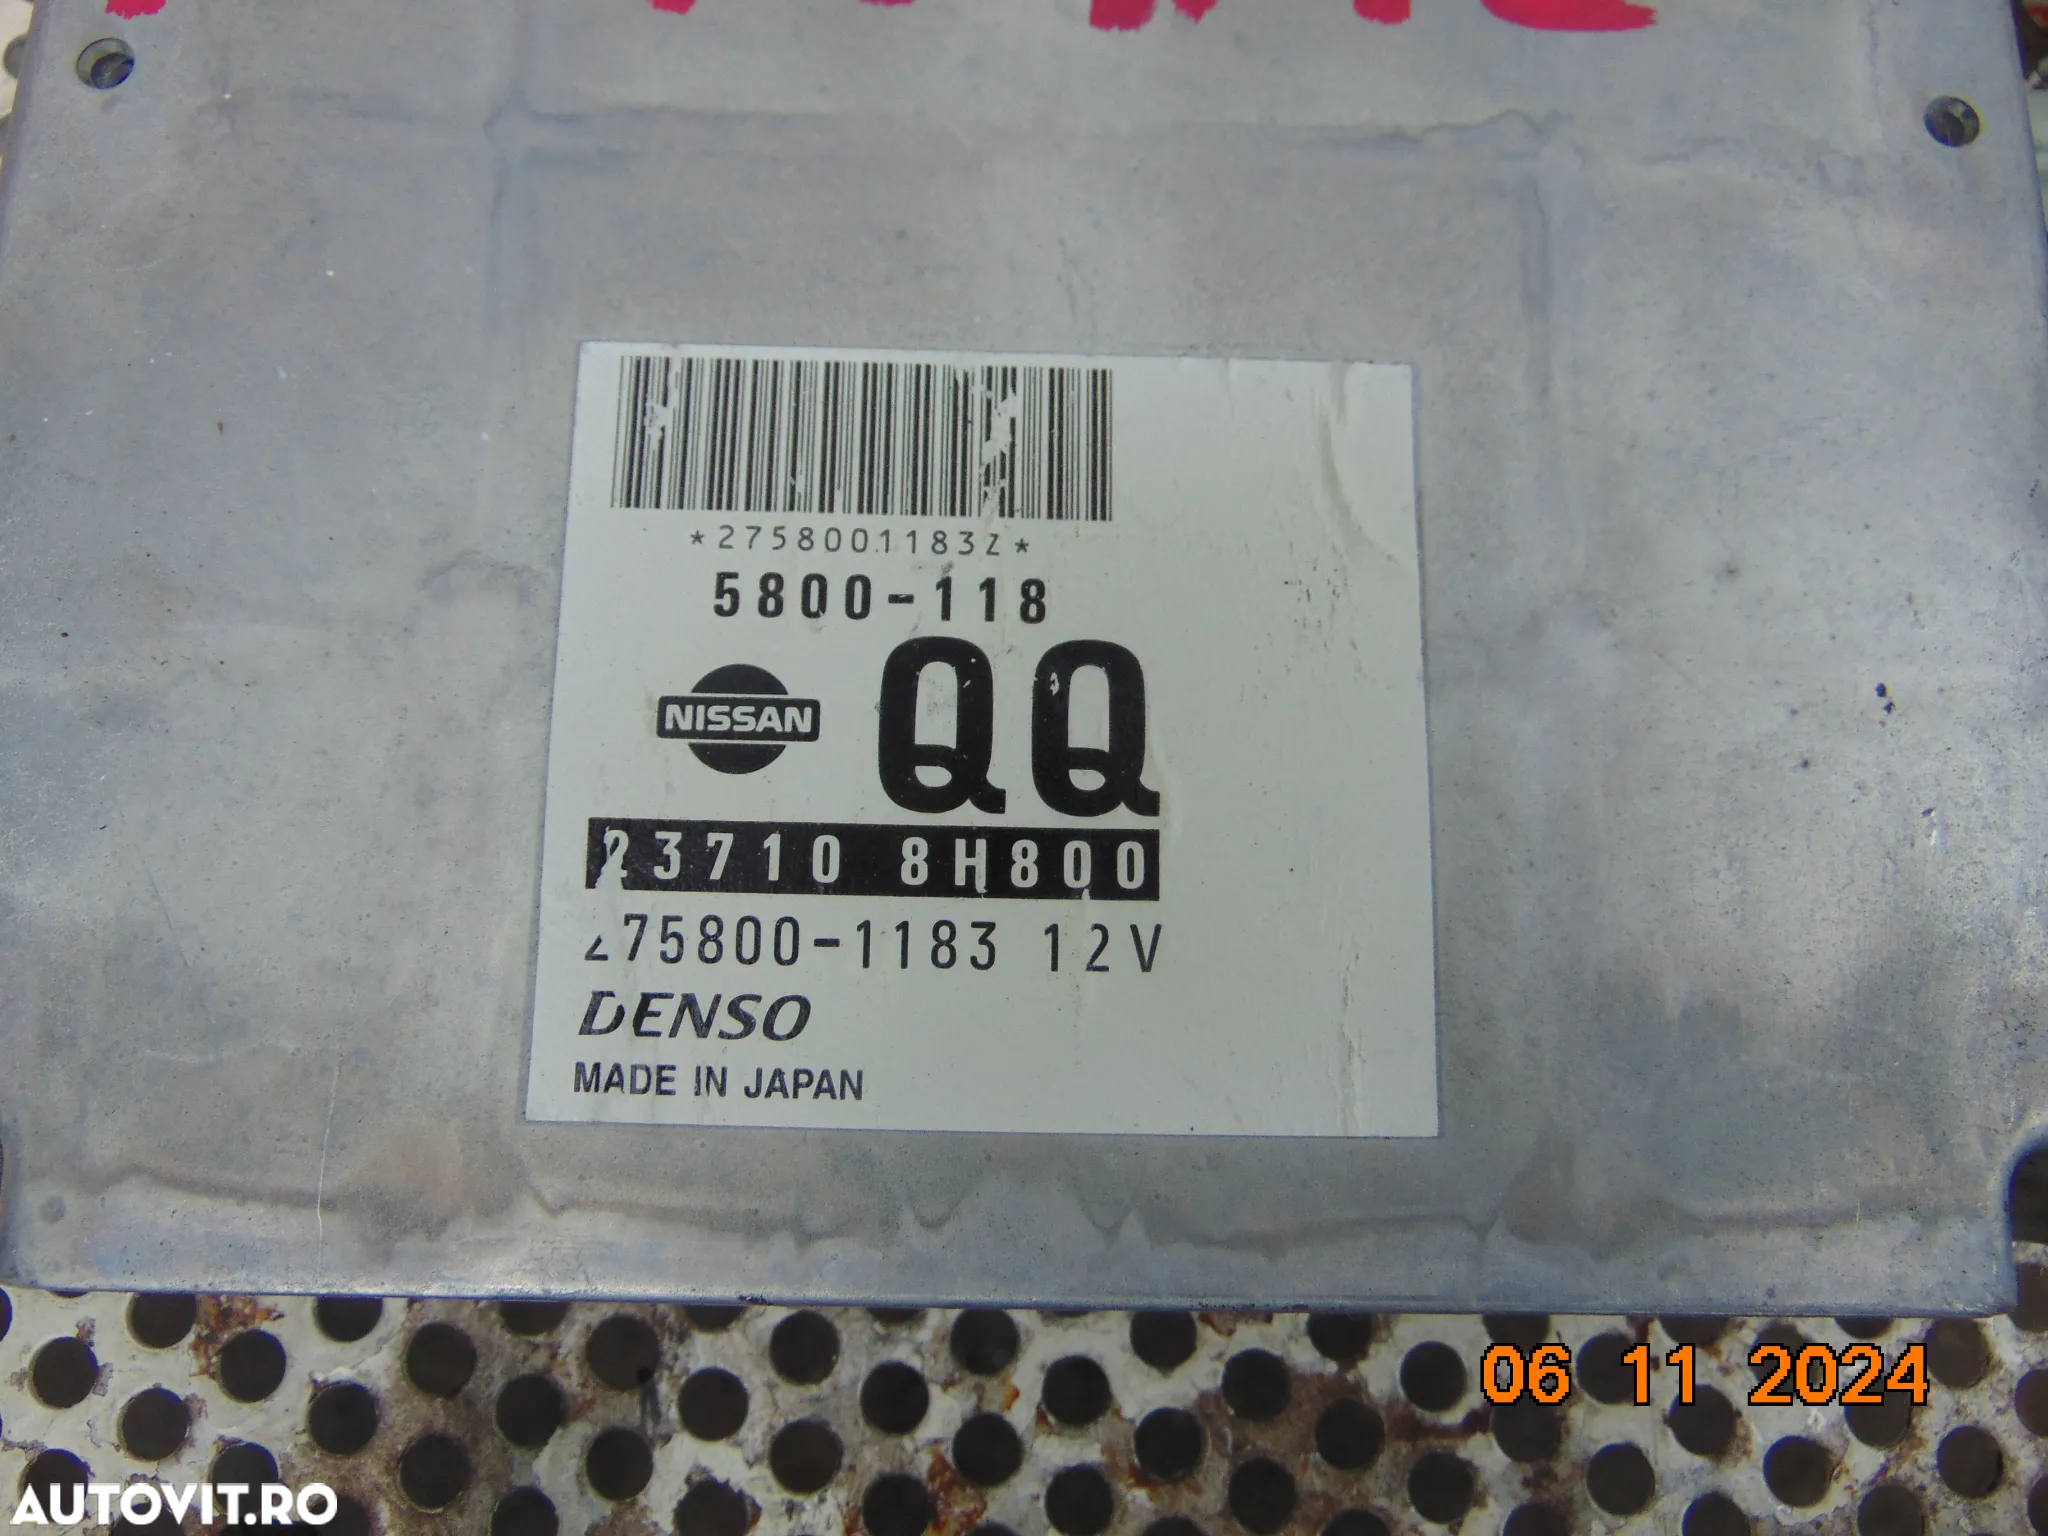 *2758001183Z*
5800-118
NISSAN QQ
23710 8H800
275800-1183 12V
DENSO
MADE IN JAPAN
06 11 2024
AUTOVIT.RO